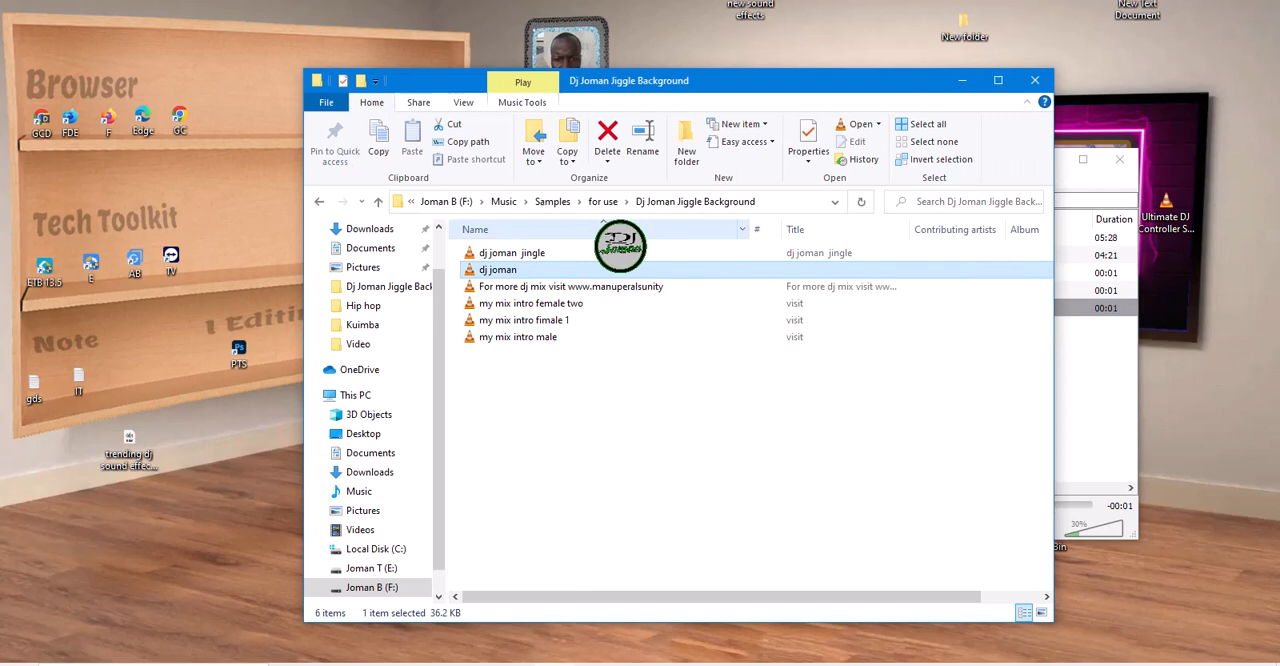 new sound
effects
New Text
Document
New folder
Browser
GGD
FDE
F
Edge
GC
Tech Toolkit
ETB 13.5
E
AB
TV
Note
I Editin
PTS
gds
IT
trending dj
sound effec...
Play
Dj Joman Jiggle Background
File
Home
Share
View
Music Tools
Pin to Quick
access
Copy
Paste
Cut
Copy path
Paste shortcut
Clipboard
Move
to
Copy
to
Delete
Rename
Organize
New
folder
New item
Easy access
New
Properties
Open
Edit
History
Open
Select all
Select none
Invert selection
Select
« Joman B (F:) › Music › Samples › for use › Dj Joman Jiggle Background
Search Dj Joman Jiggle Back...
Downloads
Documents
Pictures
Dj Joman Jiggle Back
Hip hop
Kuimba
Video
OneDrive
This PC
3D Objects
Desktop
Documents
Downloads
Music
Pictures
Videos
Local Disk (C:)
Joman T (E:)
Joman B (F:)
Name # Title Contributing artists Album
dj joman jingle dj joman jingle
dj joman
For more dj mix visit www.manuperalsunity For more dj mix visit ww...
my mix intro female two visit
my mix intro fimale 1 visit
my mix intro male visit
DJ
Joman
6 items 1 item selected 36.2 KB
Duration
05:28
04:21
00:01
00:01
00:01
-00:01
30%
Bin
Ultimate DJ
Controller S...